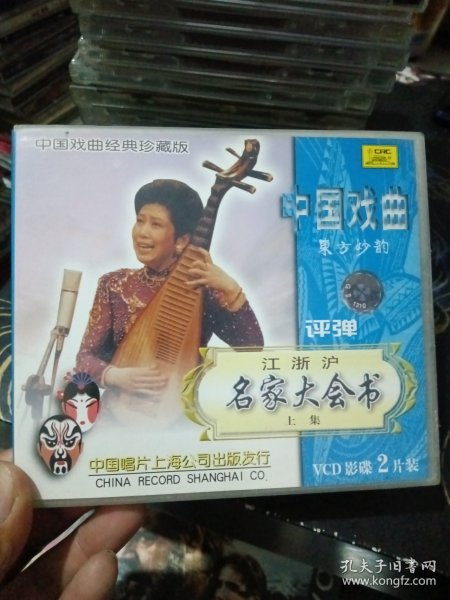 中国戏曲经典珍藏版
CRC
中国戏曲
東方妙韵
评弹
江浙沪
名家大会书
上集
中国唱片上海公司出版发行
CHINA RECORD SHANGHAI CO.
VCD影碟2片装
孔夫子旧书网
www.kongfz.com